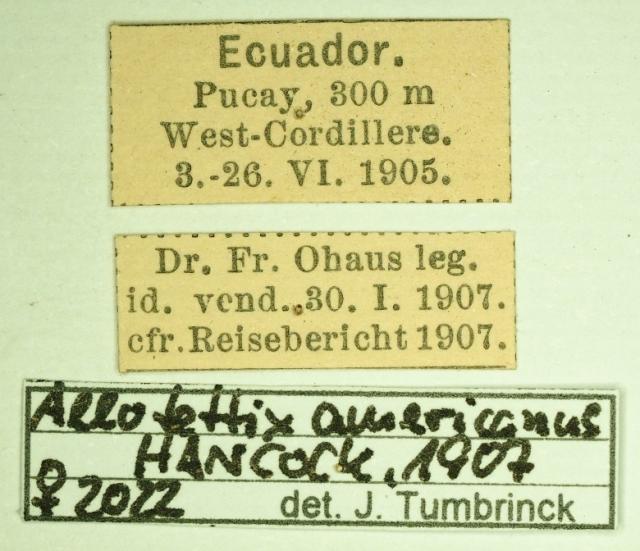 Ecuador.
Pucay, 300 m
West-Cordillere.
3.-26. VI. 1905.
Dr. Fr. Ohaus leg.
id. vend. 30. I. 1907.
cfr. Reisebericht 1907.
Allotettix americanus
HANCOCK, 1907
♀ 2022 det. J. Tumbrinck